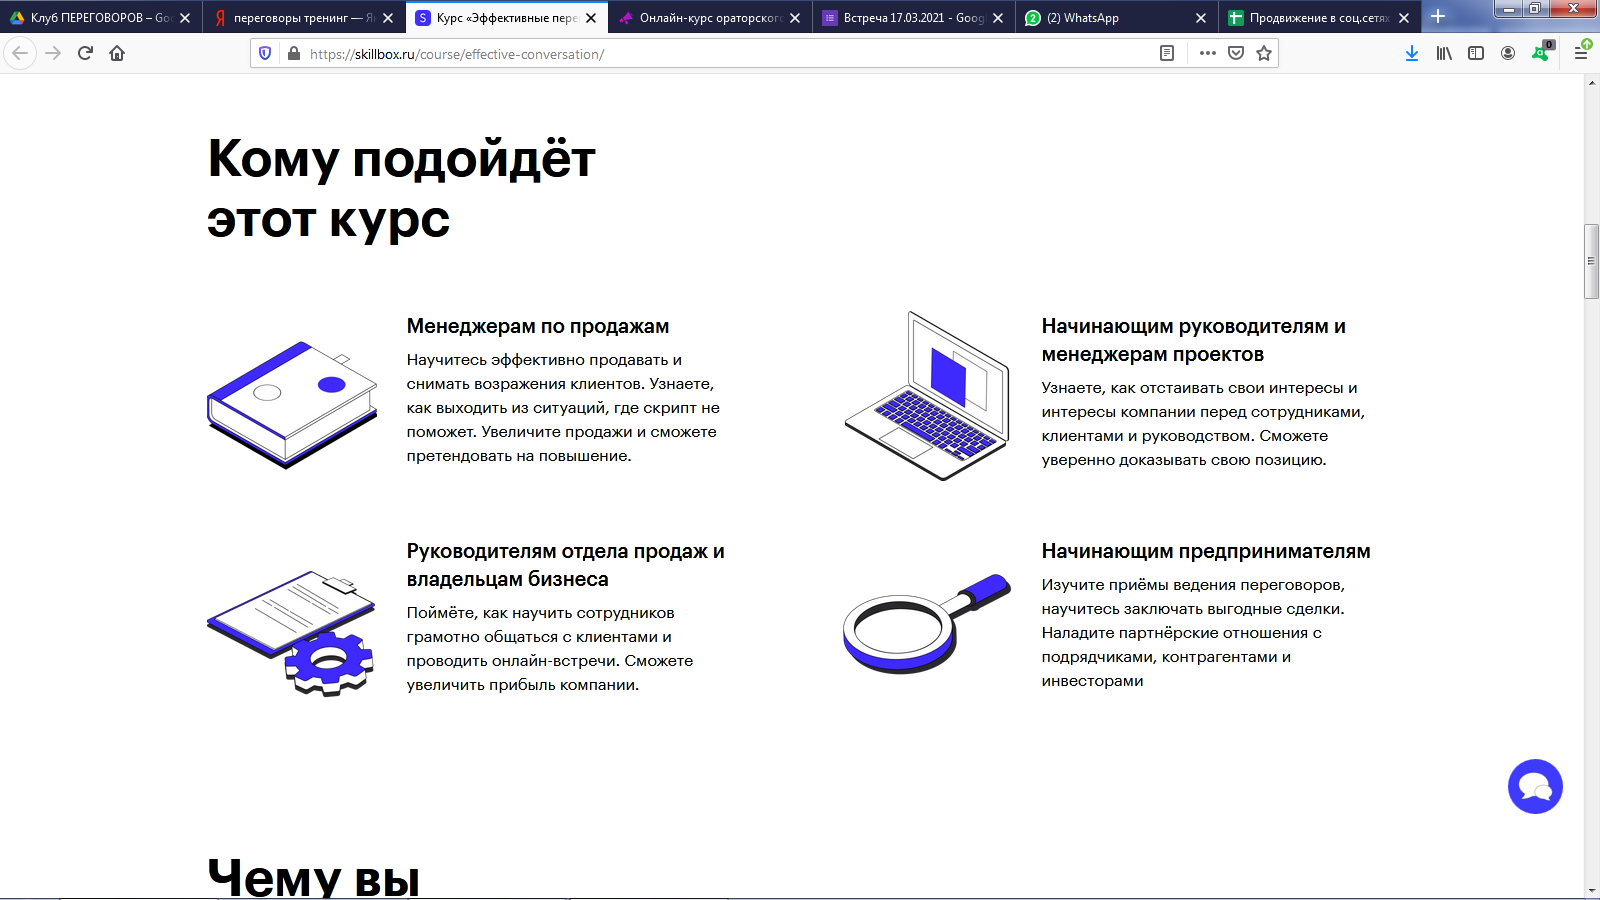 Клуб ПЕРЕГОВОРОВ – Goo
переговоры тренинг — Ян
Курс «Эффективные пере
Онлайн-курс ораторского
Встреча 17.03.2021 - Goog
(2) WhatsApp
Продвижение в соц.сетях
https://skillbox.ru/course/effective-conversation/
0
Кому подойдёт
этот курс
Менеджерам по продажам
Научитесь эффективно продавать и
снимать возражения клиентов. Узнаете,
как выходить из ситуаций, где скрипт не
поможет. Увеличите продажи и сможете
претендовать на повышение.
Начинающим руководителям и
менеджерам проектов
Узнаете, как отстаивать свои интересы и
интересы компании перед сотрудниками,
клиентами и руководством. Сможете
уверенно доказывать свою позицию.
Руководителям отдела продаж и
владельцам бизнеса
Поймёте, как научить сотрудников
грамотно общаться с клиентами и
проводить онлайн-встречи. Сможете
увеличить прибыль компании.
Начинающим предпринимателям
Изучите приёмы ведения переговоров,
научитесь заключать выгодные сделки.
Наладите партнёрские отношения с
подрядчиками, контрагентами и
инвесторами
Чему вы